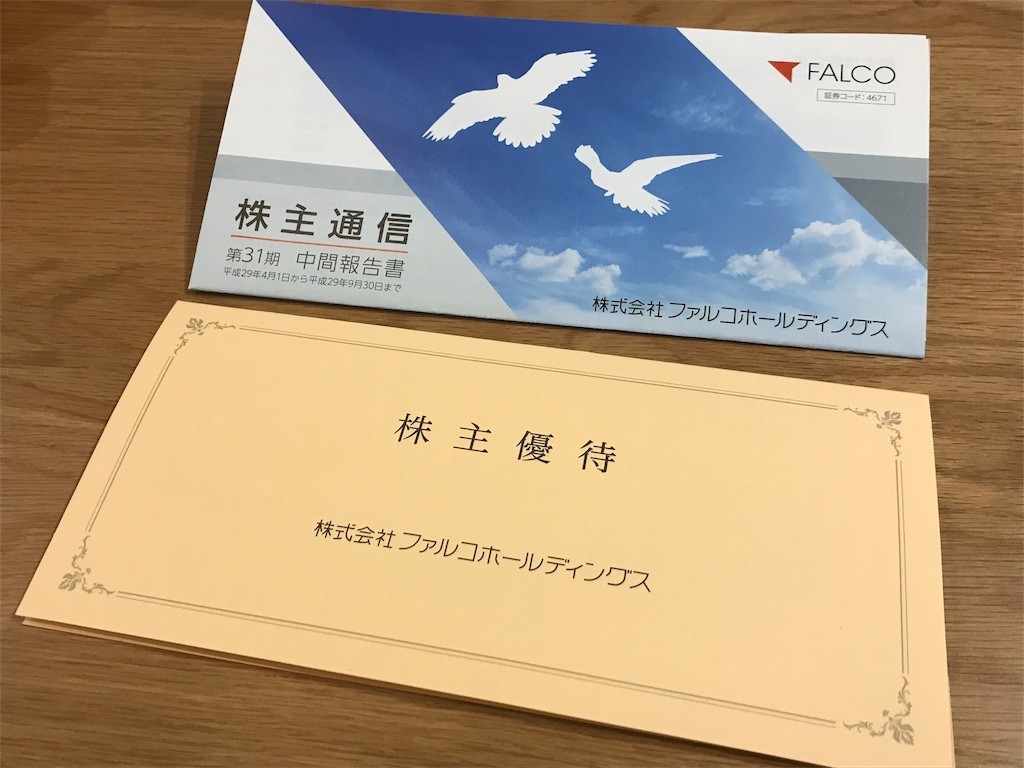 FALCO
証券コード:4671
株主通信
第31期 中間報告書
平成29年4月1日から平成29年9月30日まで
株式会社 ファルコホールディングス
株主優待
株式会社 ファルコホールディングス